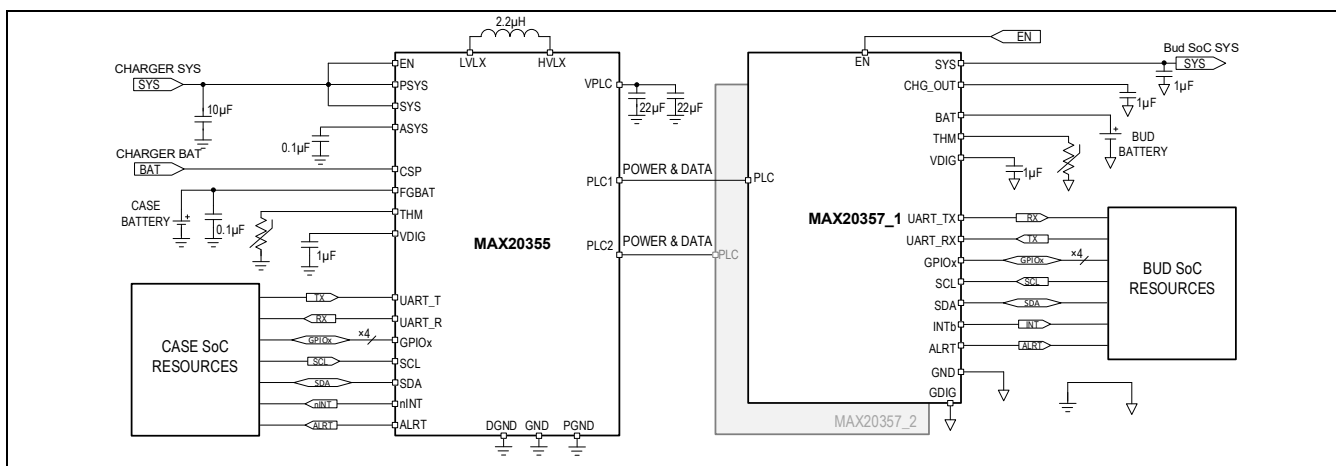 2.2µH
LVLX
HVLX
CHARGER SYS
SYS
10µF
0.1µF
CHARGER BAT
BAT
CASE
BATTERY
+
0.1µF
1µF
EN
PSYS
SYS
ASYS
CSP
FGBAT
THM
VDIG
MAX20355
VPLC
22µF
22µF
PLC1
POWER & DATA
PLC2
POWER & DATA
CASE SoC
RESOURCES
TX
RX
GPIOx
×4
SCL
SDA
nINT
ALRT
UART_T
UART_R
GPIOx
SCL
SDA
nINT
ALRT
DGND
GND
PGND
EN
EN
PLC
PLC
MAX20357_1
MAX20357_2
SYS
CHG_OUT
BAT
THM
VDIG
Bud SoC SYS
SYS
1µF
1µF
+
BUD
BATTERY
1µF
UART_TX
UART_RX
GPIOx
SCL
SDA
INTb
ALRT
GND
GDIG
RX
TX
GPIOx
×4
SCL
SDA
INT
ALRT
BUD SoC
RESOURCES